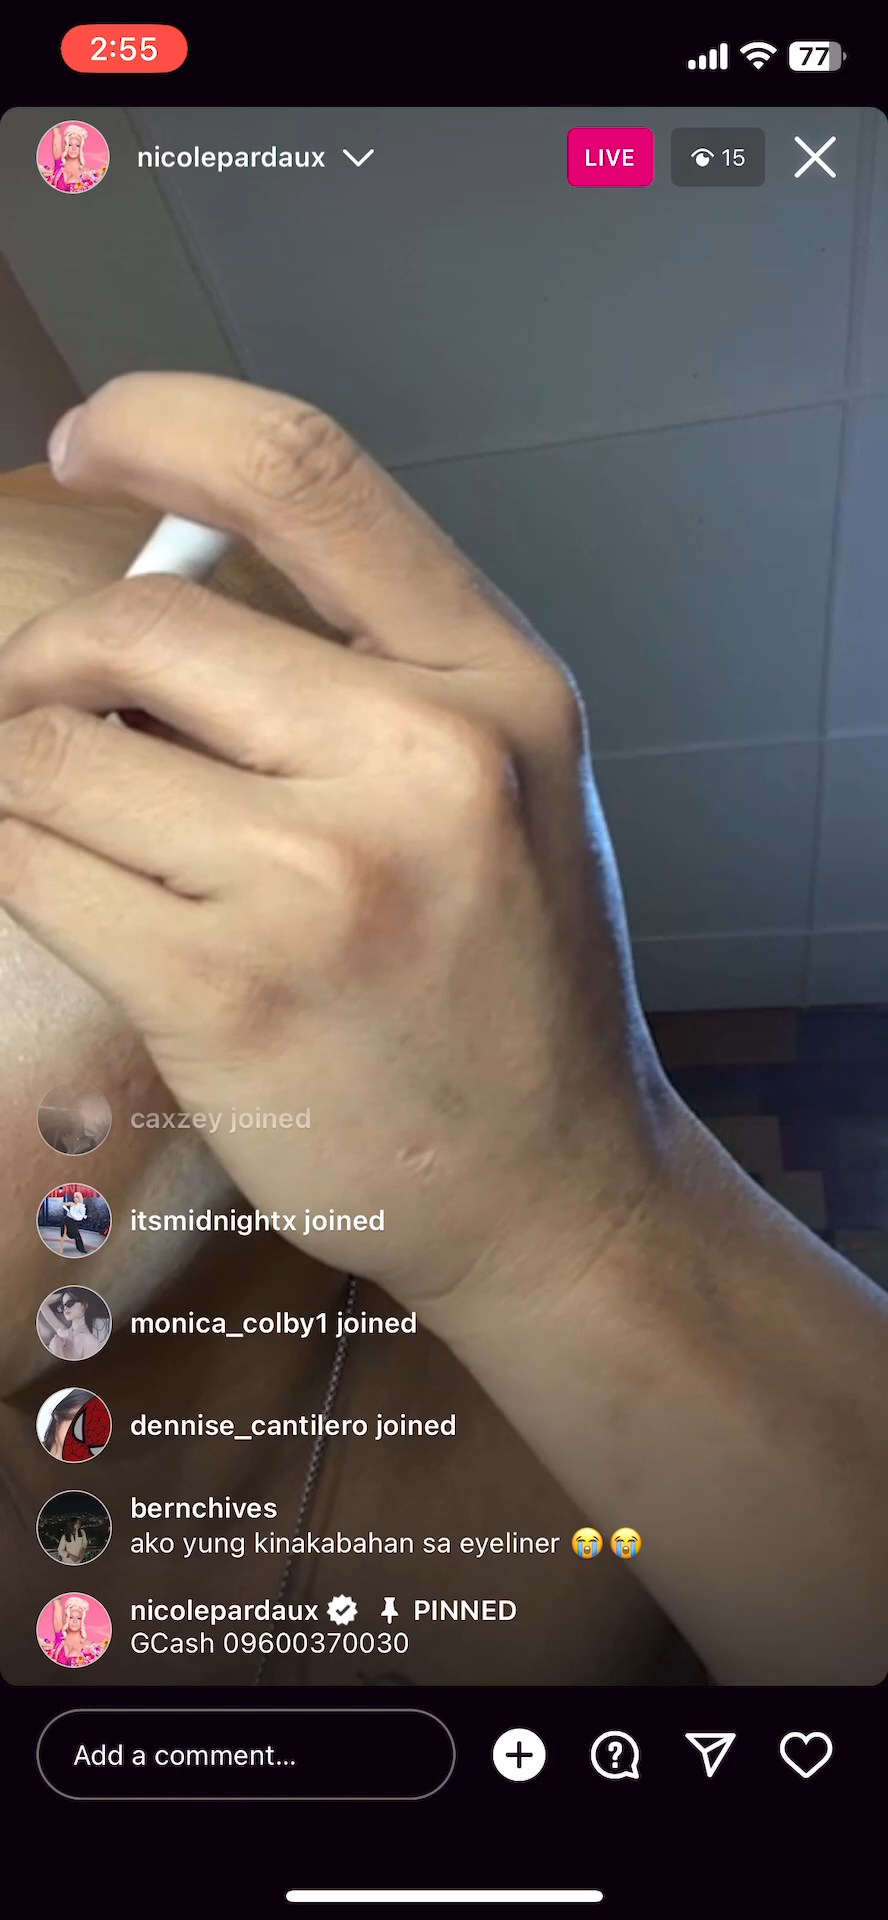 2:55
77
nicolepardaux
LIVE
15
caxzey joined
itsmidnightx joined
monica_colby1 joined
dennise_cantilero joined
bernchives
ako yung kinakabahan sa eyeliner 😭😭
nicolepardaux PINNED
GCash 09600370030
Add a comment...